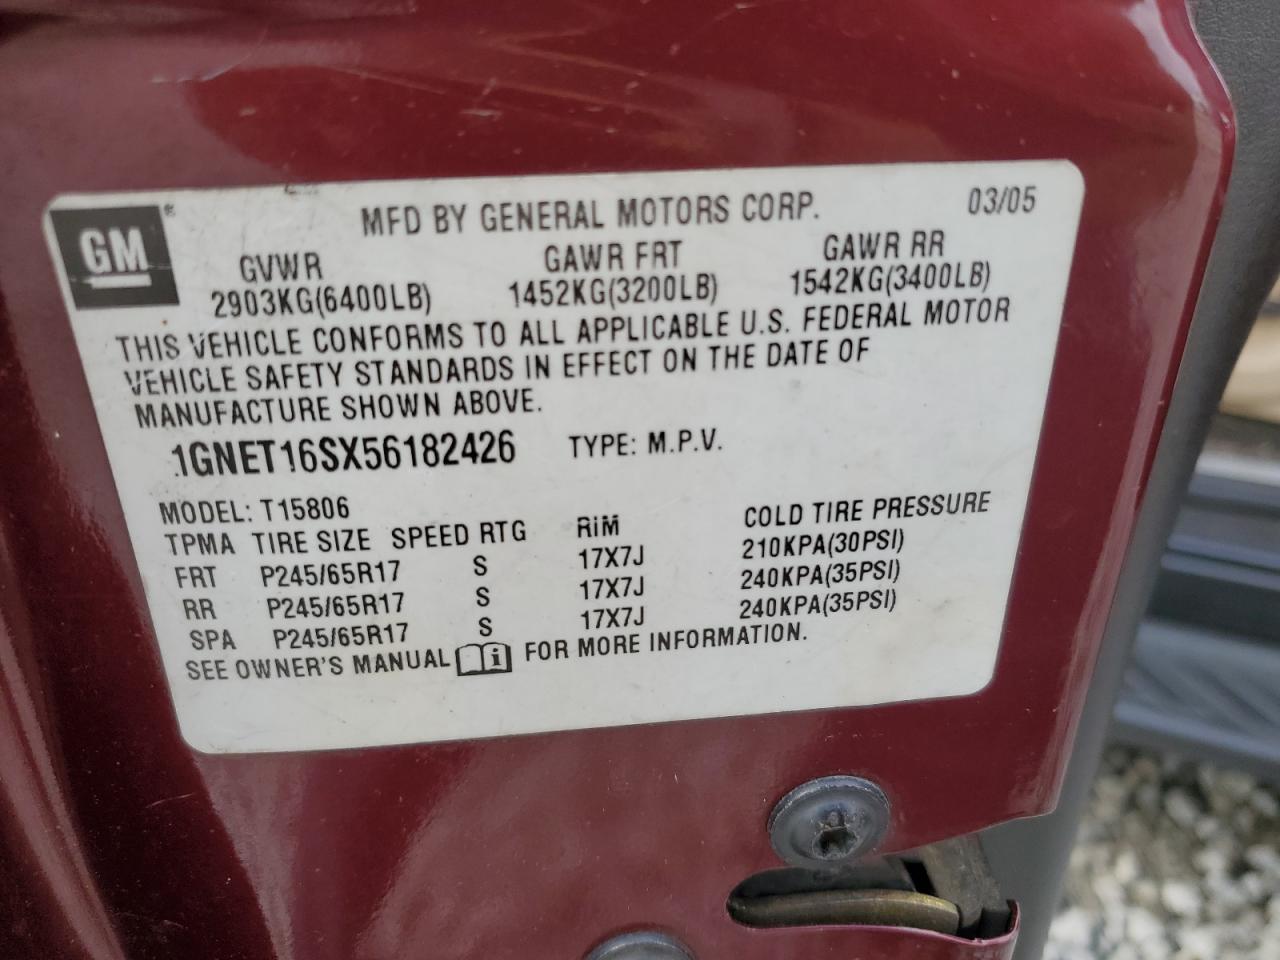 GM®
MFD BY GENERAL MOTORS CORP. 03/05
GVWR GAWR FRT GAWR RR
2903KG(6400LB) 1452KG(3200LB) 1542KG(3400LB)
THIS VEHICLE CONFORMS TO ALL APPLICABLE U.S. FEDERAL MOTOR
VEHICLE SAFETY STANDARDS IN EFFECT ON THE DATE OF
MANUFACTURE SHOWN ABOVE.
1GNET16SX56182426 TYPE: M.P.V.
MODEL: T15806
TPMA TIRE SIZE SPEED RTG RIM COLD TIRE PRESSURE
FRT P245/65R17 S 17X7J 210KPA(30PSI)
RR P245/65R17 S 17X7J 240KPA(35PSI)
SPA P245/65R17 S 17X7J 240KPA(35PSI)
SEE OWNER'S MANUAL i FOR MORE INFORMATION.